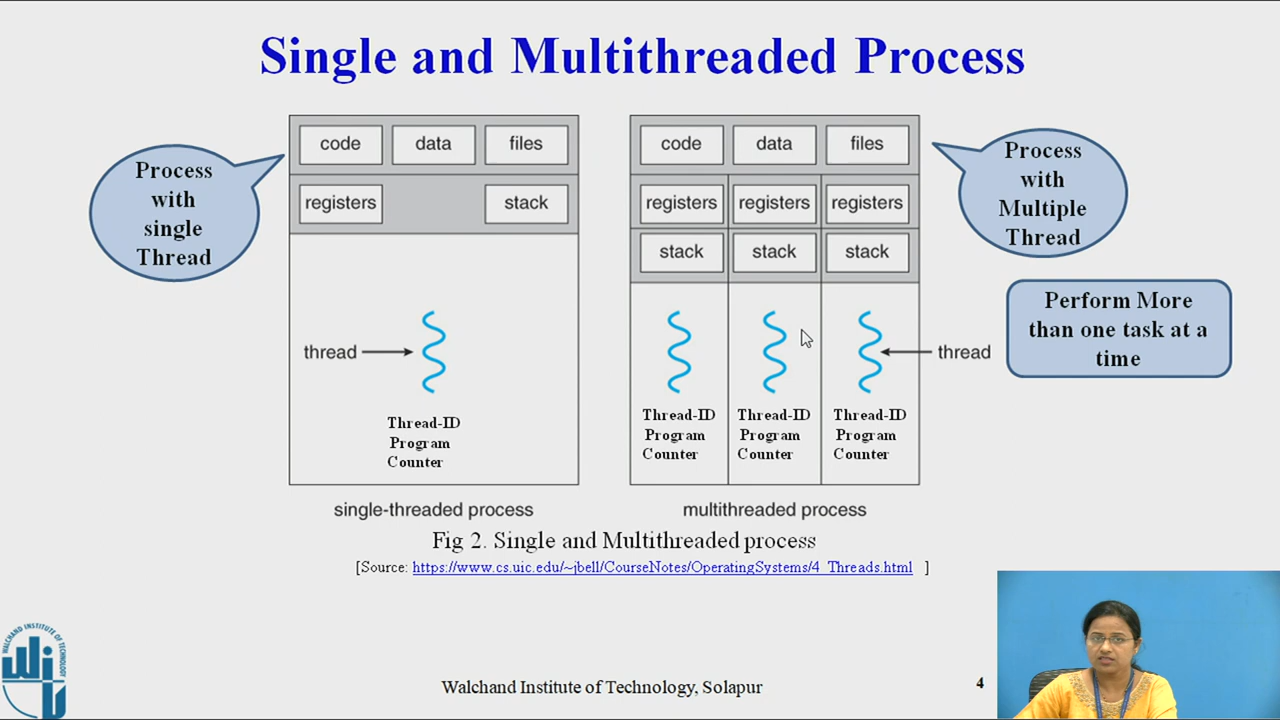 Single and Multithreaded Process
Process
with
single
Thread
code data files
registers stack
thread
Thread-ID
Program
Counter
single-threaded process
code data files
registers registers registers
stack stack stack
thread
Thread-ID Thread-ID Thread-ID
Program Program Program
Counter Counter Counter
multithreaded process
Process
with
Multiple
Thread
Perform More
than one task at a
time
Fig 2. Single and Multithreaded process
[Source: https://www.cs.uic.edu/~jbell/CourseNotes/OperatingSystems/4_Threads.html ]
WALCHAND INSTITUTE OF TECHNOLOGY
Walchand Institute of Technology, Solapur
4